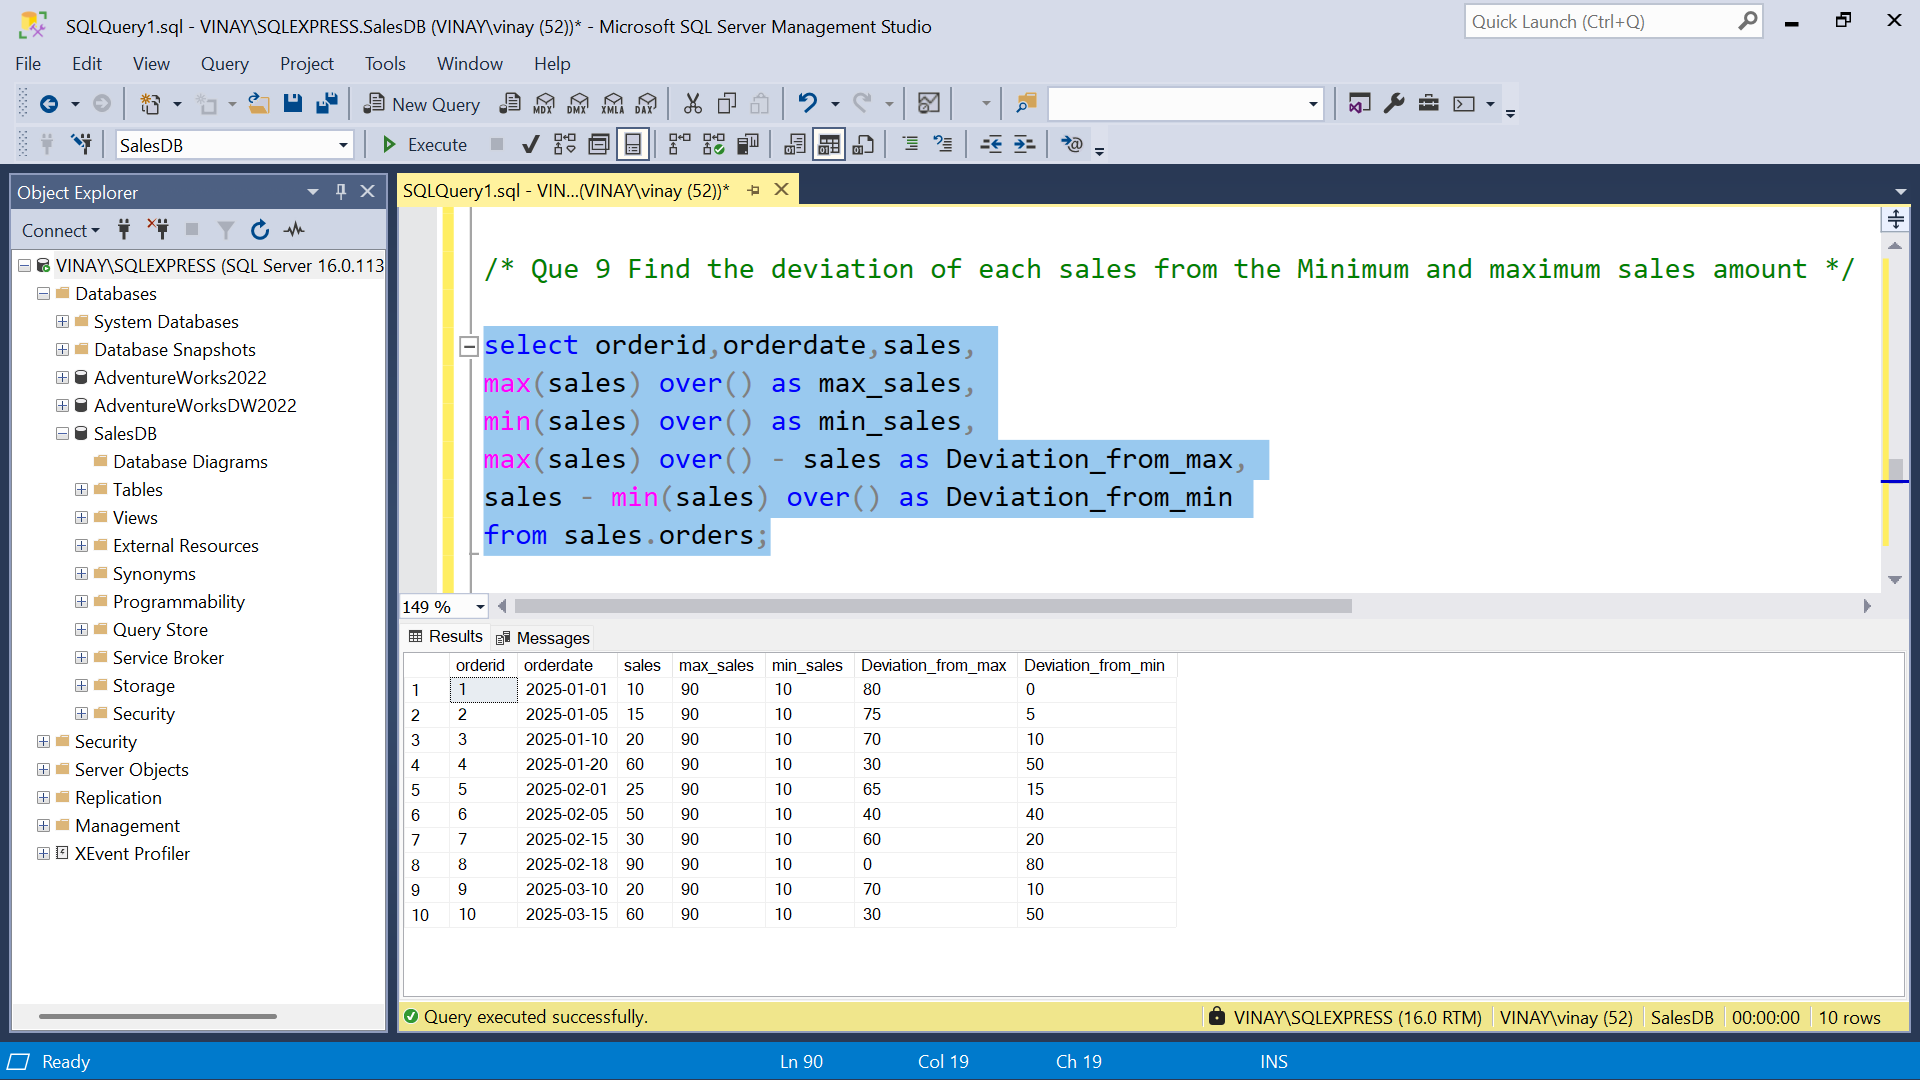 SQLQuery1.sql - VINAY\SQLEXPRESS.SalesDB (VINAY\vinay (52))* - Microsoft SQL Server Management Studio
Quick Launch (Ctrl+Q)
File Edit View Query Project Tools Window Help
New Query MDX DMX XMLA DAX
SalesDB Execute
Object Explorer
Connect
VINAY\SQLEXPRESS (SQL Server 16.0.113
Databases
System Databases
Database Snapshots
AdventureWorks2022
AdventureWorksDW2022
SalesDB
Database Diagrams
Tables
Views
External Resources
Synonyms
Programmability
Query Store
Service Broker
Storage
Security
Security
Server Objects
Replication
Management
XEvent Profiler
SQLQuery1.sql - VIN...(VINAY\vinay (52))*
/* Que 9 Find the deviation of each sales from the Minimum and maximum sales amount */
select orderid,orderdate,sales,
max(sales) over() as max_sales,
min(sales) over() as min_sales,
max(sales) over() - sales as Deviation_from_max,
sales - min(sales) over() as Deviation_from_min
from sales.orders;
149 %
Results Messages
orderid orderdate sales max_sales min_sales Deviation_from_max Deviation_from_min
1 1 2025-01-01 10 90 10 80 0
2 2 2025-01-05 15 90 10 75 5
3 3 2025-01-10 20 90 10 70 10
4 4 2025-01-20 60 90 10 30 50
5 5 2025-02-01 25 90 10 65 15
6 6 2025-02-05 50 90 10 40 40
7 7 2025-02-15 30 90 10 60 20
8 8 2025-02-18 90 90 10 0 80
9 9 2025-03-10 20 90 10 70 10
10 10 2025-03-15 60 90 10 30 50
Query executed successfully. VINAY\SQLEXPRESS (16.0 RTM) VINAY\vinay (52) SalesDB 00:00:00 10 rows
Ready Ln 90 Col 19 Ch 19 INS